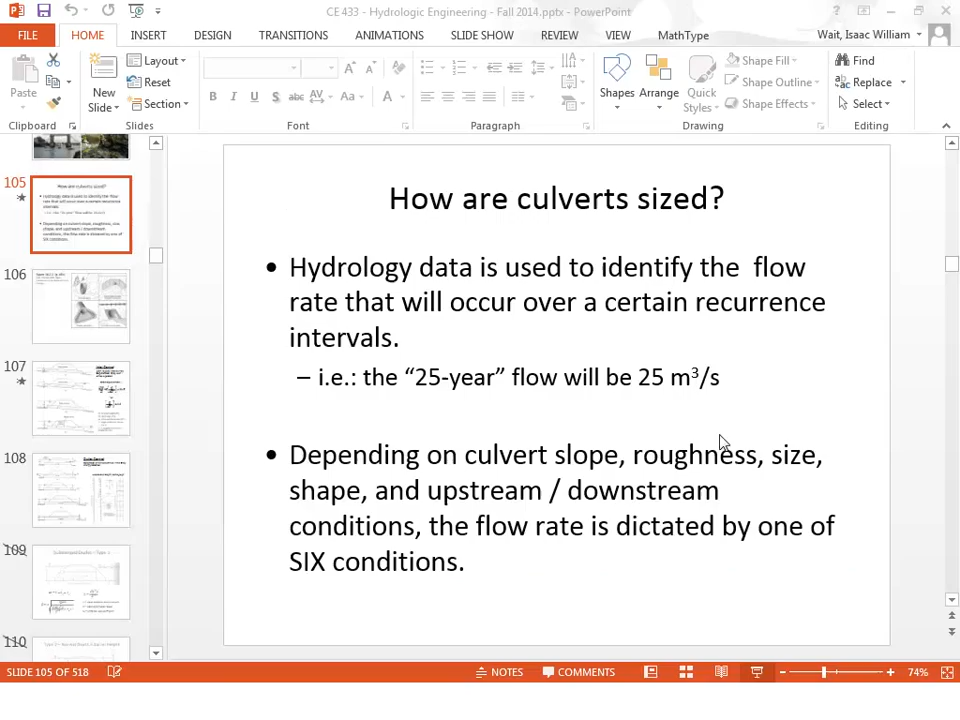 CE 433 - Hydrologic Engineering - Fall 2014.pptx - PowerPoint
FILE HOME INSERT DESIGN TRANSITIONS ANIMATIONS SLIDE SHOW REVIEW VIEW MathType Wait, Isaac William
Paste
New Slide
Layout
Reset
Section
Shapes
Arrange
Quick Styles
Shape Fill
Shape Outline
Shape Effects
Find
Replace
Select
Clipboard Slides Font Paragraph Drawing Editing
105
106
107
108
109
110
How are culverts sized?
• Hydrology data is used to identify the flow
rate that will occur over a certain recurrence
intervals.
– i.e.: the “25-year” flow will be 25 m³/s
• Depending on culvert slope, roughness, size,
shape, and upstream / downstream
conditions, the flow rate is dictated by one of
SIX conditions.
SLIDE 105 OF 518 NOTES COMMENTS 74%